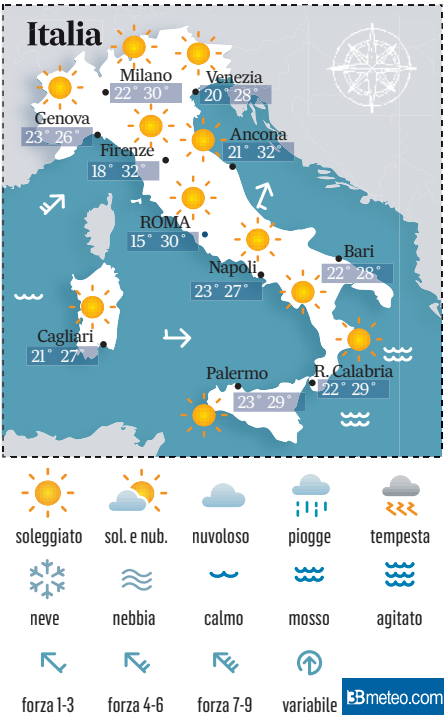 Italia
Milano
22° 30°
Venezia
20° 28°
Genova
23° 26°
Firenze
18° 32°
Ancona
21° 32°
ROMA
15° 30°
Napoli
23° 27°
Bari
22° 28°
Cagliari
21° 27°
Palermo
23° 29°
R. Calabria
22° 29°
soleggiato sol. e nub. nuvoloso piogge tempesta
neve nebbia calmo mosso agitato
forza 1-3 forza 4-6 forza 7-9 variabile
3Bmeteo.com